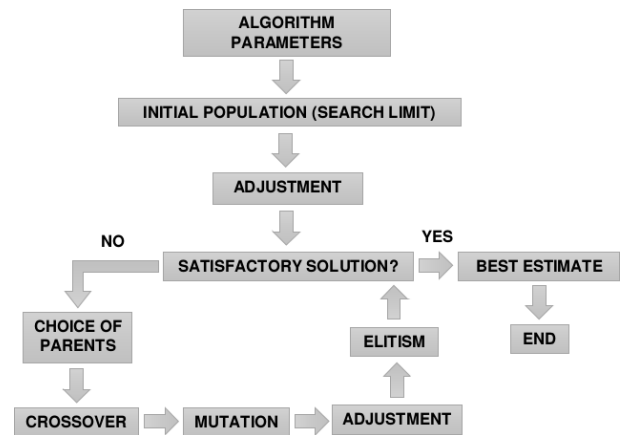 ALGORITHM
PARAMETERS
INITIAL POPULATION (SEARCH LIMIT)
ADJUSTMENT
NO
YES
SATISFACTORY SOLUTION?
BEST ESTIMATE
CHOICE OF
PARENTS
ELITISM
END
CROSSOVER
MUTATION
ADJUSTMENT